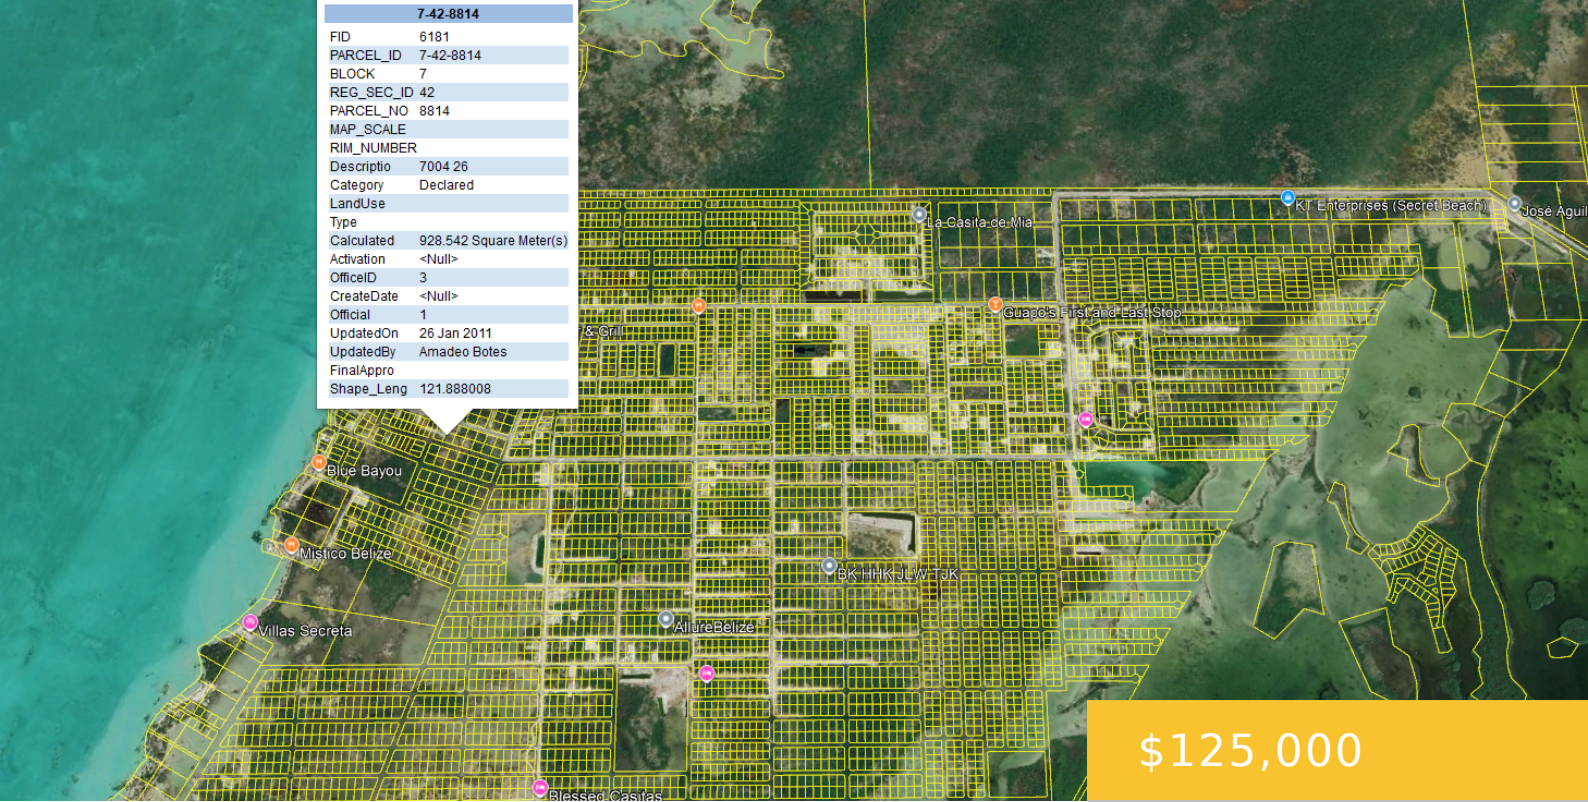 7-42-8814
FID 6181
PARCEL_ID 7-42-8814
BLOCK 7
REG_SEC_ID 42
PARCEL_NO 8814
MAP_SCALE
RIM_NUMBER
Descriptio 7004 26
Category Declared
LandUse
Type
Calculated 928.542 Square Meter(s)
Activation <Null>
OfficeID 3
CreateDate <Null>
Official 1
UpdatedOn 26 Jan 2011
UpdatedBy Amadeo Botes
FinalAppro
Shape_Leng 121.888008
KT Enterprises (Secret Beach)
José Aguil
La Casita de Mia
Guapo's First and Last Stop
& Grill
Blue Bayou
Mistico Belize
BK HHK JLW TJK
Villas Secreta
AllureBelize
Blessed Casitas
$125,000